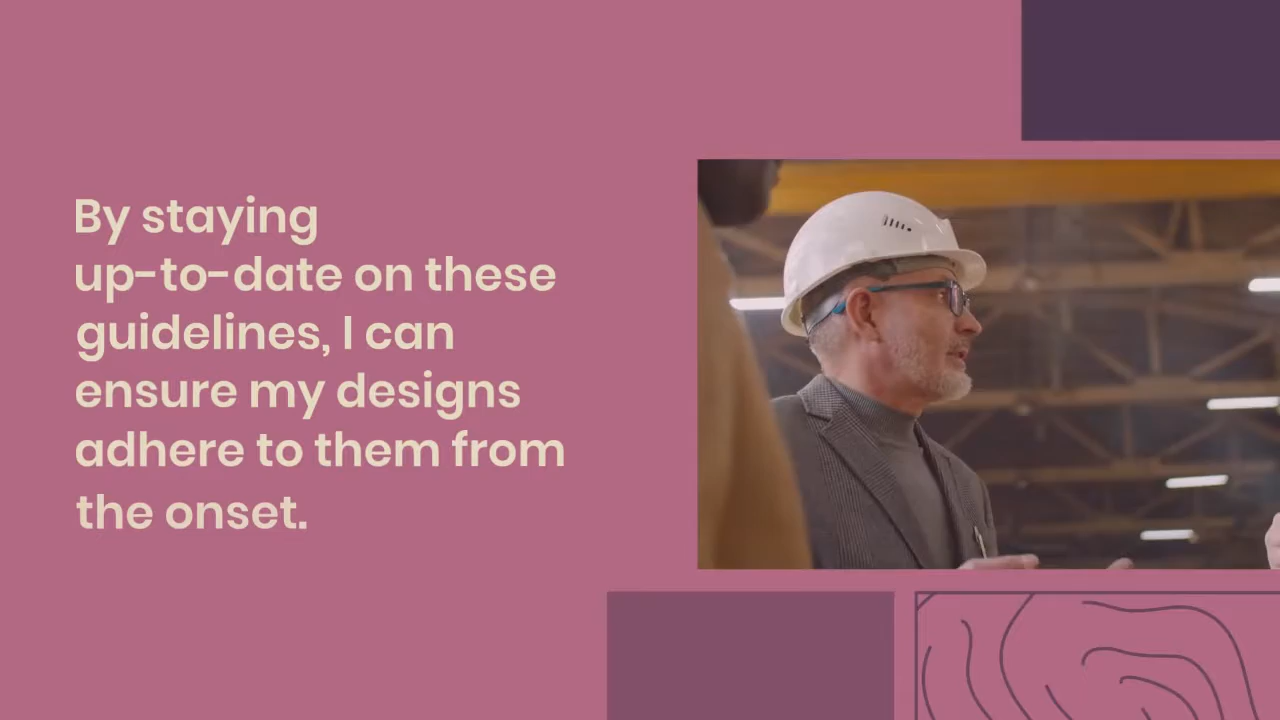 By staying
up-to-date on these
guidelines, I can
ensure my designs
adhere to them from
the onset.